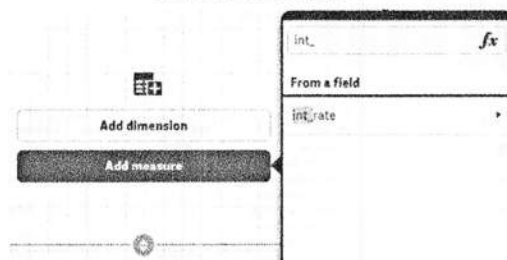 int_
fx
From a field
int_rate
Add dimension
Add measure